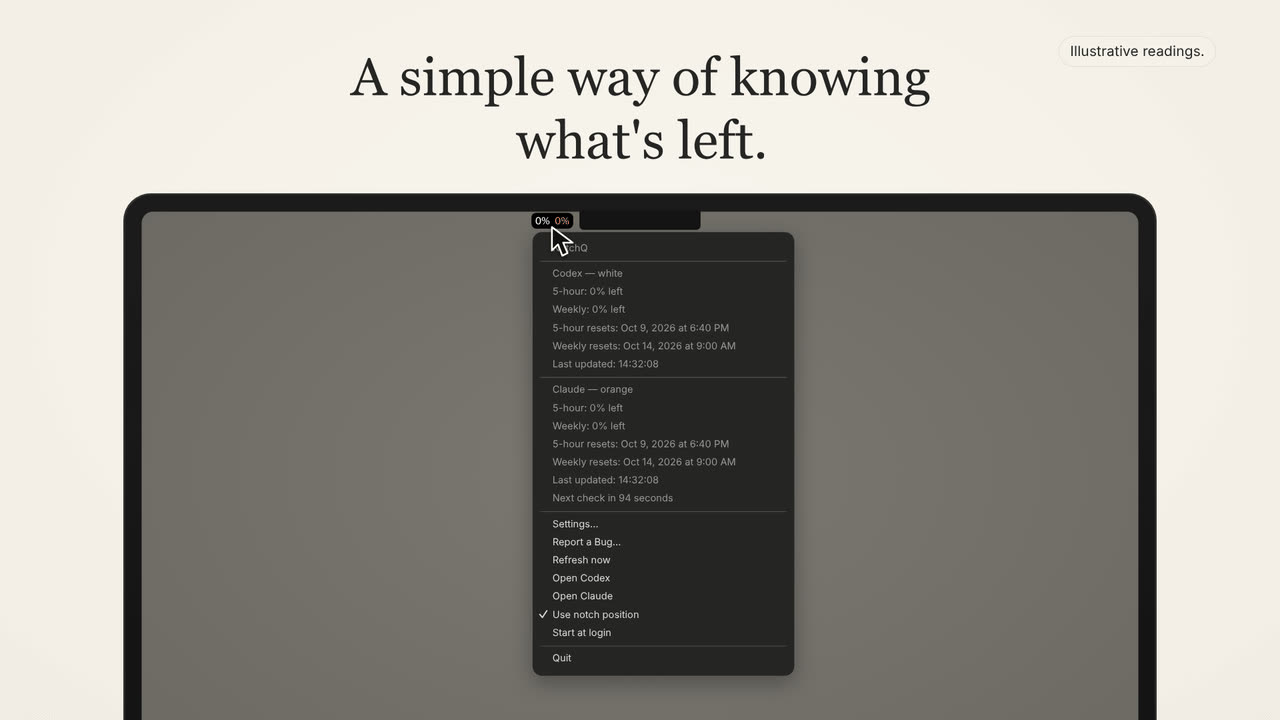 Illustrative readings.
A simple way of knowing
what's left.
0% 0%
Codex — white
5-hour: 0% left
Weekly: 0% left
5-hour resets: Oct 9, 2026 at 6:40 PM
Weekly resets: Oct 14, 2026 at 9:00 AM
Last updated: 14:32:08
Claude — orange
5-hour: 0% left
Weekly: 0% left
5-hour resets: Oct 9, 2026 at 6:40 PM
Weekly resets: Oct 14, 2026 at 9:00 AM
Last updated: 14:32:08
Next check in 94 seconds
Settings...
Report a Bug...
Refresh now
Open Codex
Open Claude
✓ Use notch position
Start at login
Quit